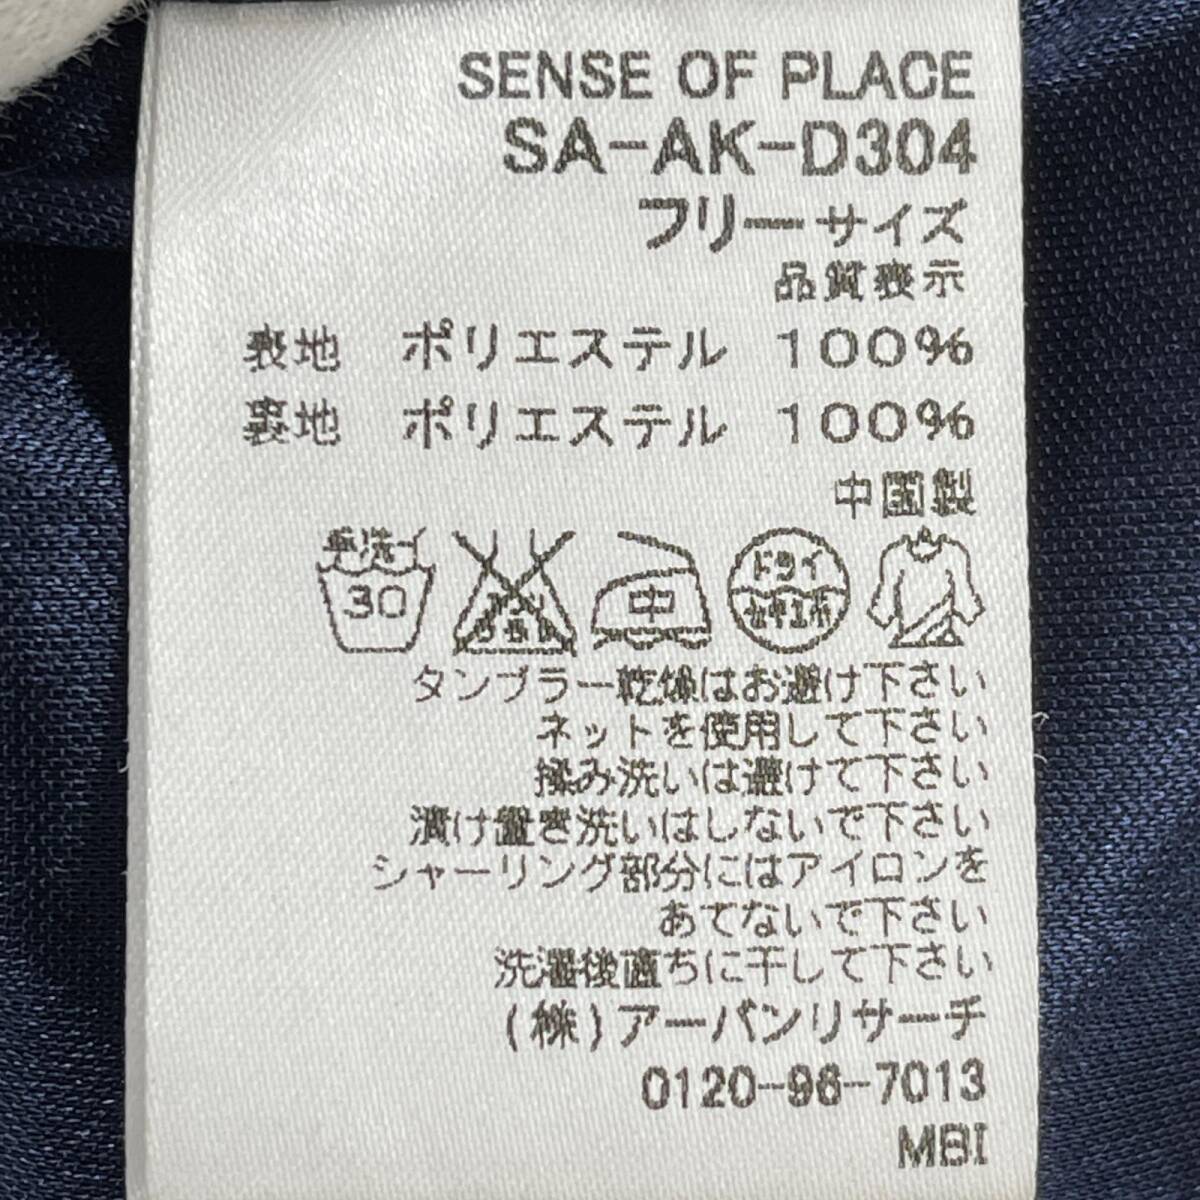 SENSE OF PLACE
SA-AK-D304
フリーサイズ
品質表示
表地 ポリエステル 100%
裏地 ポリエステル 100%
中国製
手洗イ
30
中
ドライ
タンブラー乾燥はお避け下さい
ネットを使用して下さい
揉み洗いは避けて下さい
漬け置き洗いはしないで下さい
シャーリング部分にはアイロンを
あてないで下さい
洗濯後直ちに干して下さい
(株)アーバンリサーチ
0120-96-7013
MBI